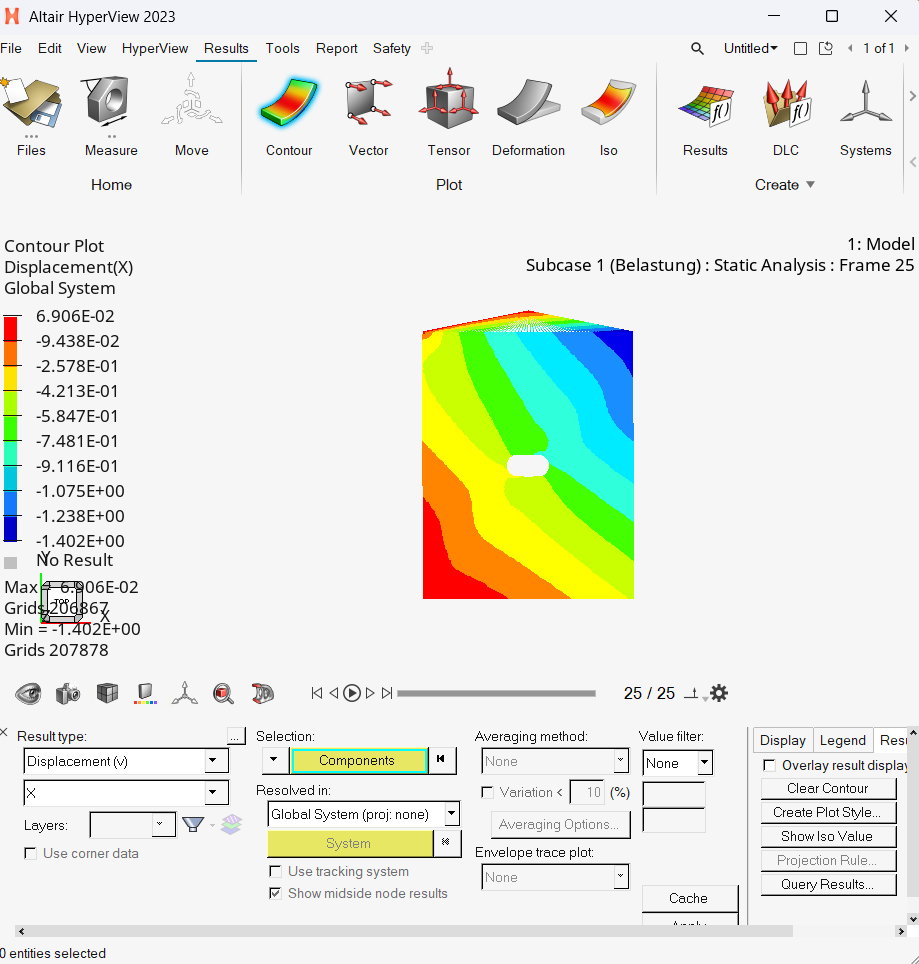 Altair HyperView 2023
File Edit View HyperView Results Tools Report Safety Untitled 1 of 1
Files Measure Move Contour Vector Tensor Deformation Iso Results DLC Systems
Home Plot Create
Contour Plot
Displacement(X)
Global System
1: Model
Subcase 1 (Belastung) : Static Analysis : Frame 25
6.906E-02
-9.438E-02
-2.578E-01
-4.213E-01
-5.847E-01
-7.481E-01
-9.116E-01
-1.075E+00
-1.238E+00
-1.402E+00
No Result
Max = 6.906E-02
Grids 206867
Min = -1.402E+00
Grids 207878
Y
TOP
Z
X
25 / 25
Result type: ...
Displacement (v)
X
Layers:
Use corner data
Selection:
Components
Resolved in:
Global System (proj: none)
System
Use tracking system
Show midside node results
Averaging method:
None
Variation < 10 (%)
Averaging Options...
Envelope trace plot:
None
Value filter:
None
Cache
Apply
Display Legend Resu
Overlay result display
Clear Contour
Create Plot Style...
Show Iso Value
Projection Rule...
Query Results...
0 entities selected